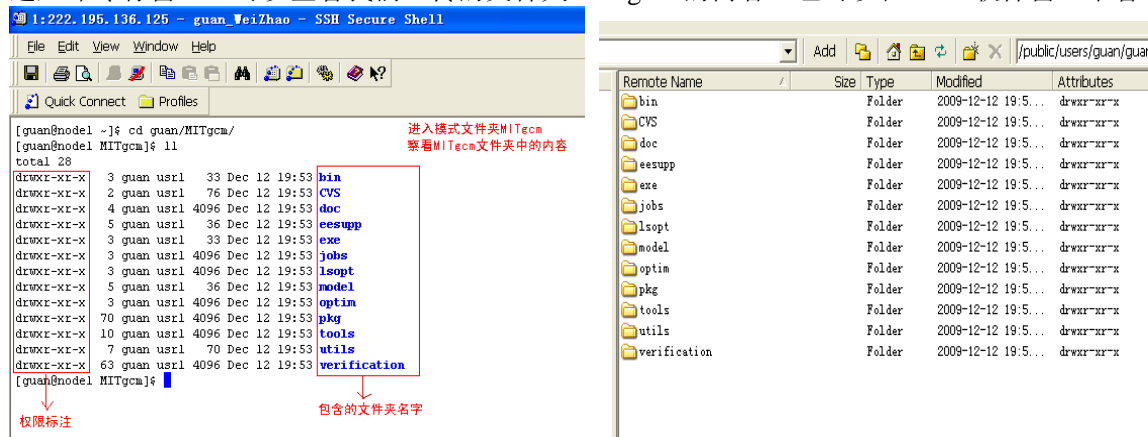 1:222.195.136.125 - guan_WeiZhao - SSH Secure Shell
File Edit View Window Help
Quick Connect Profiles
[guan@node1 ~]$ cd guan/MITgcm/
进入模式文件夹MITgcm
[guan@node1 MITgcm]$ ll
察看MITgcm文件夹中的内容
total 28
drwxr-xr-x 3 guan usr1 33 Dec 12 19:53 bin
drwxr-xr-x 2 guan usr1 76 Dec 12 19:53 CVS
drwxr-xr-x 4 guan usr1 4096 Dec 12 19:53 doc
drwxr-xr-x 5 guan usr1 36 Dec 12 19:53 eesupp
drwxr-xr-x 3 guan usr1 33 Dec 12 19:53 exe
drwxr-xr-x 3 guan usr1 4096 Dec 12 19:53 jobs
drwxr-xr-x 3 guan usr1 4096 Dec 12 19:53 lsopt
drwxr-xr-x 5 guan usr1 36 Dec 12 19:53 model
drwxr-xr-x 3 guan usr1 4096 Dec 12 19:53 optim
drwxr-xr-x 70 guan usr1 4096 Dec 12 19:53 pkg
drwxr-xr-x 10 guan usr1 4096 Dec 12 19:53 tools
drwxr-xr-x 7 guan usr1 70 Dec 12 19:53 utils
drwxr-xr-x 63 guan usr1 4096 Dec 12 19:53 verification
[guan@node1 MITgcm]$
权限标注
包含的文件夹名字
Add /public/users/guan/guan
Remote Name Size Type Modified Attributes
bin Folder 2009-12-12 19:5... drwxr-xr-x
CVS Folder 2009-12-12 19:5... drwxr-xr-x
doc Folder 2009-12-12 19:5... drwxr-xr-x
eesupp Folder 2009-12-12 19:5... drwxr-xr-x
exe Folder 2009-12-12 19:5... drwxr-xr-x
jobs Folder 2009-12-12 19:5... drwxr-xr-x
lsopt Folder 2009-12-12 19:5... drwxr-xr-x
model Folder 2009-12-12 19:5... drwxr-xr-x
optim Folder 2009-12-12 19:5... drwxr-xr-x
pkg Folder 2009-12-12 19:5... drwxr-xr-x
tools Folder 2009-12-12 19:5... drwxr-xr-x
utils Folder 2009-12-12 19:5... drwxr-xr-x
verification Folder 2009-12-12 19:5... drwxr-xr-x